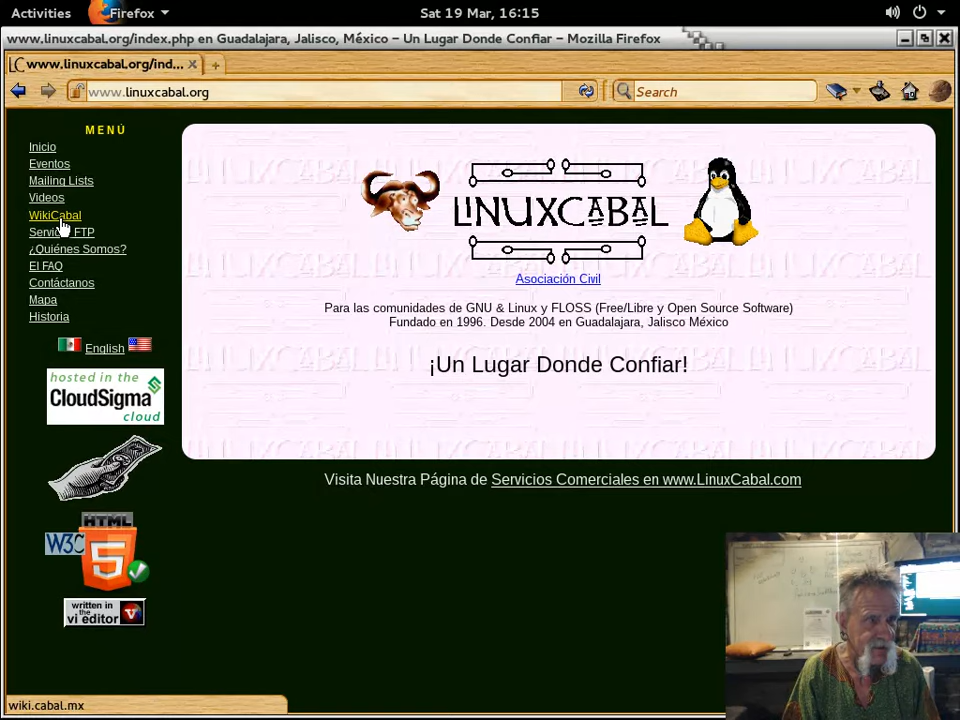 Activities Firefox Sat 19 Mar, 16:15
www.linuxcabal.org/index.php en Guadalajara, Jalisco, México – Un Lugar Donde Confiar – Mozilla Firefox
www.linuxcabal.org/ind...
www.linuxcabal.org Search
MENÚ
Inicio
Eventos
Mailing Lists
Videos
WikiCabal
FTP
¿Quiénes Somos?
El FAQ
Contáctanos
Mapa
Historia
English
hosted in the
CloudSigma
cloud
HTML
W3C
5
written in
the
vi editor
LINUXCABAL
Asociación Civil
Para las comunidades de GNU & Linux y FLOSS (Free/Libre y Open Source Software)
Fundado en 1996. Desde 2004 en Guadalajara, Jalisco México
¡Un Lugar Donde Confiar!
Visita Nuestra Página de Servicios Comerciales en www.LinuxCabal.com
wiki.cabal.mx